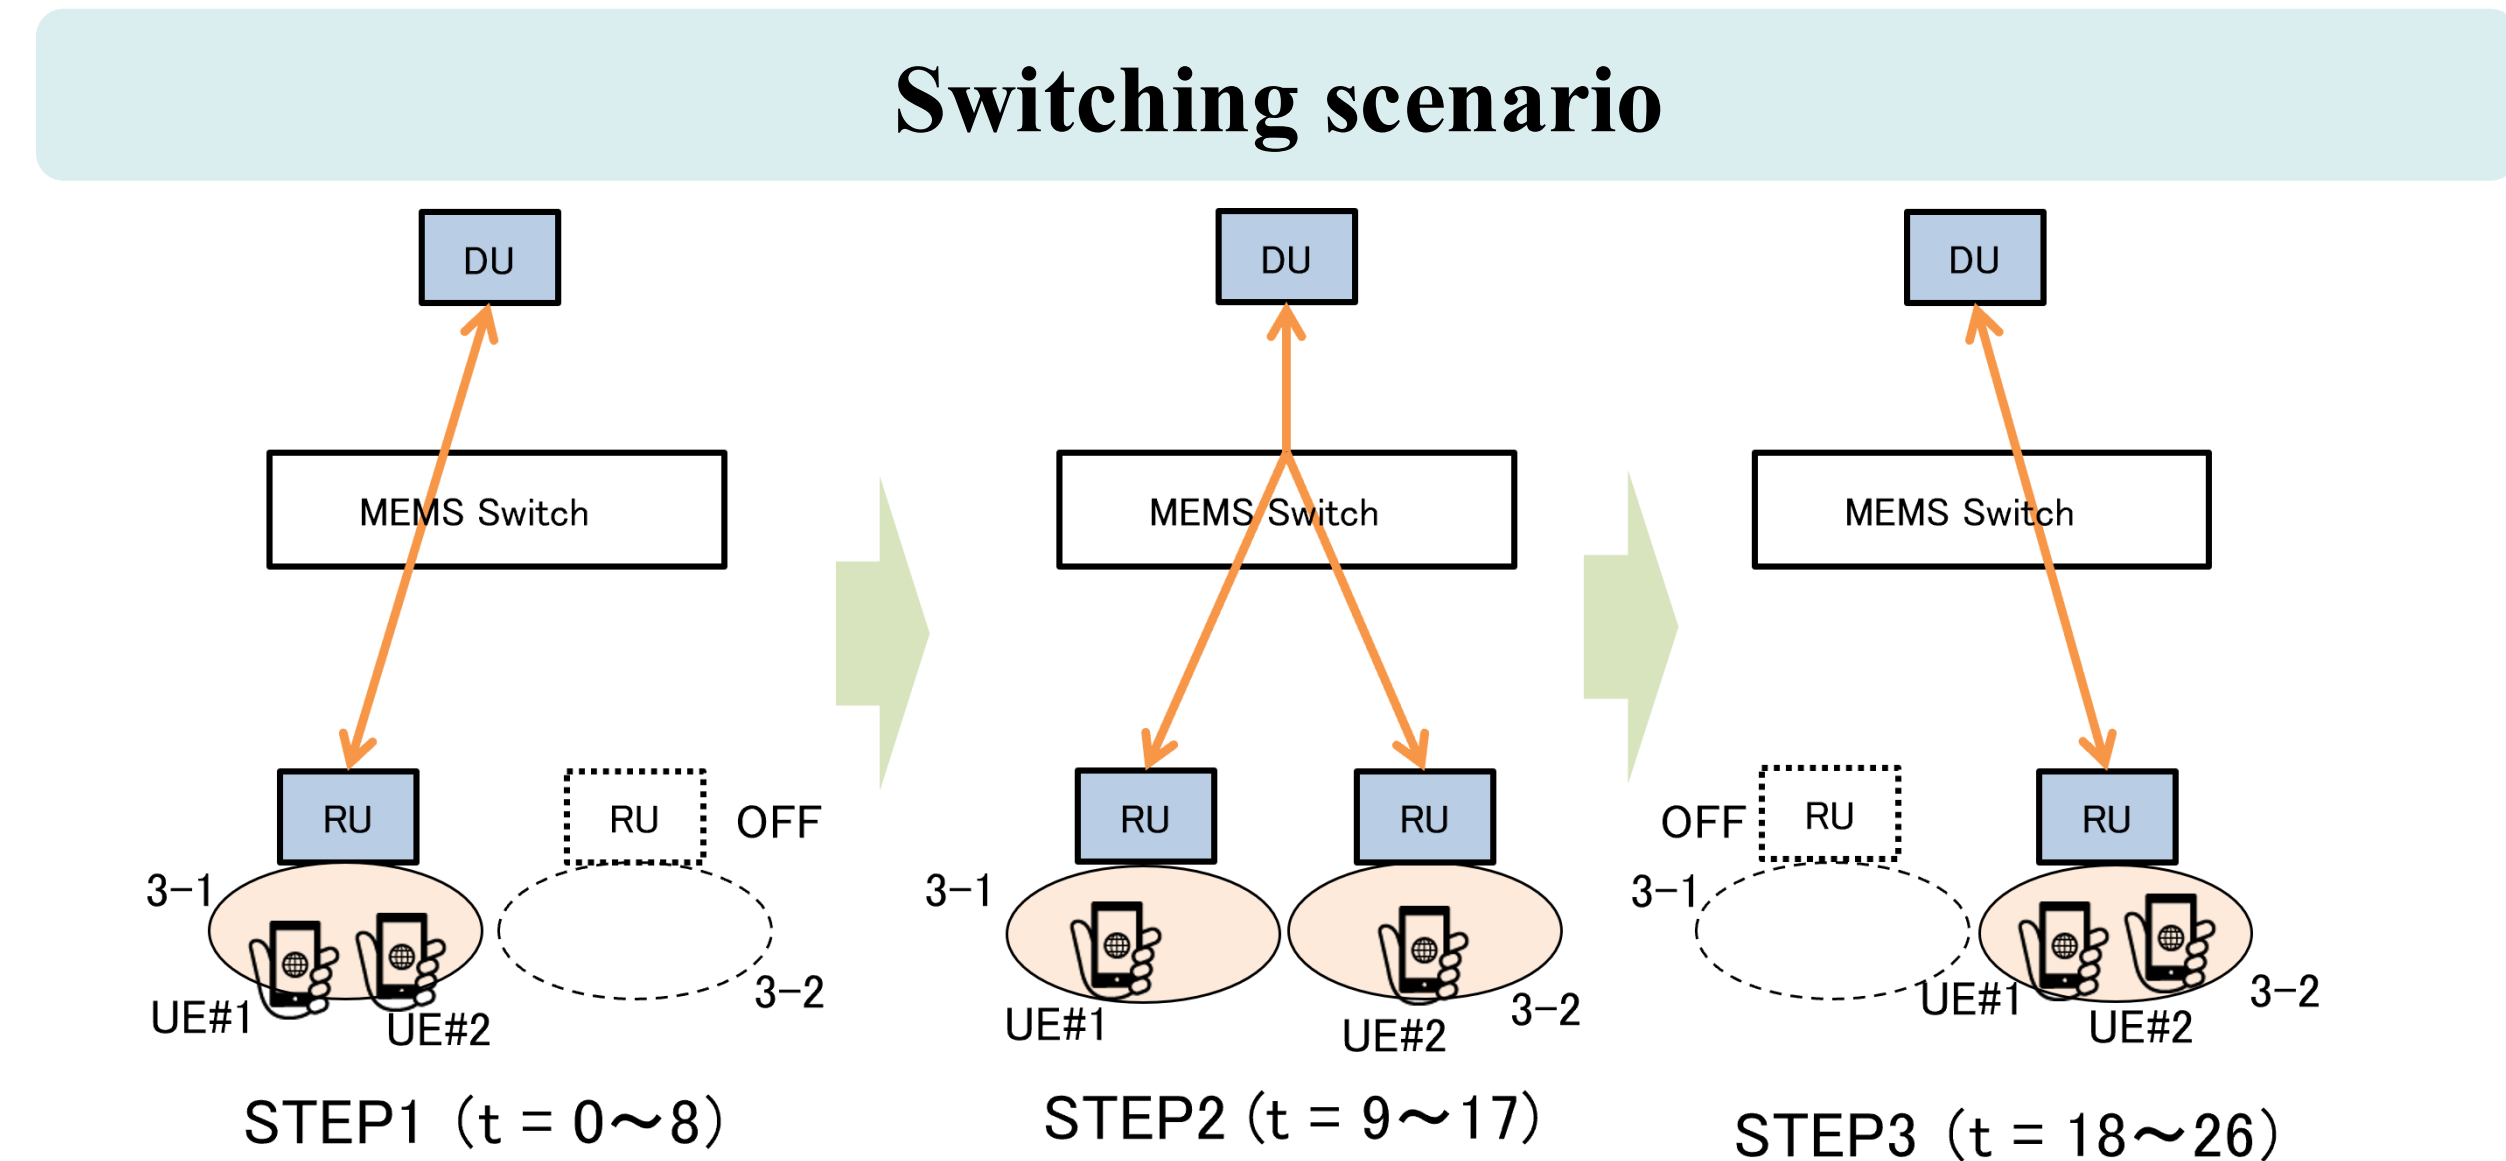 Switching scenario
DU
MEMS Switch
RU
RU
OFF
3-1
3-2
UE#1
UE#2
STEP1 (t = 0～8)
DU
MEMS Switch
RU
RU
3-1
3-2
UE#1
UE#2
STEP2 (t = 9～17)
DU
MEMS Switch
OFF
RU
RU
3-1
3-2
UE#1
UE#2
STEP3 (t = 18～26)